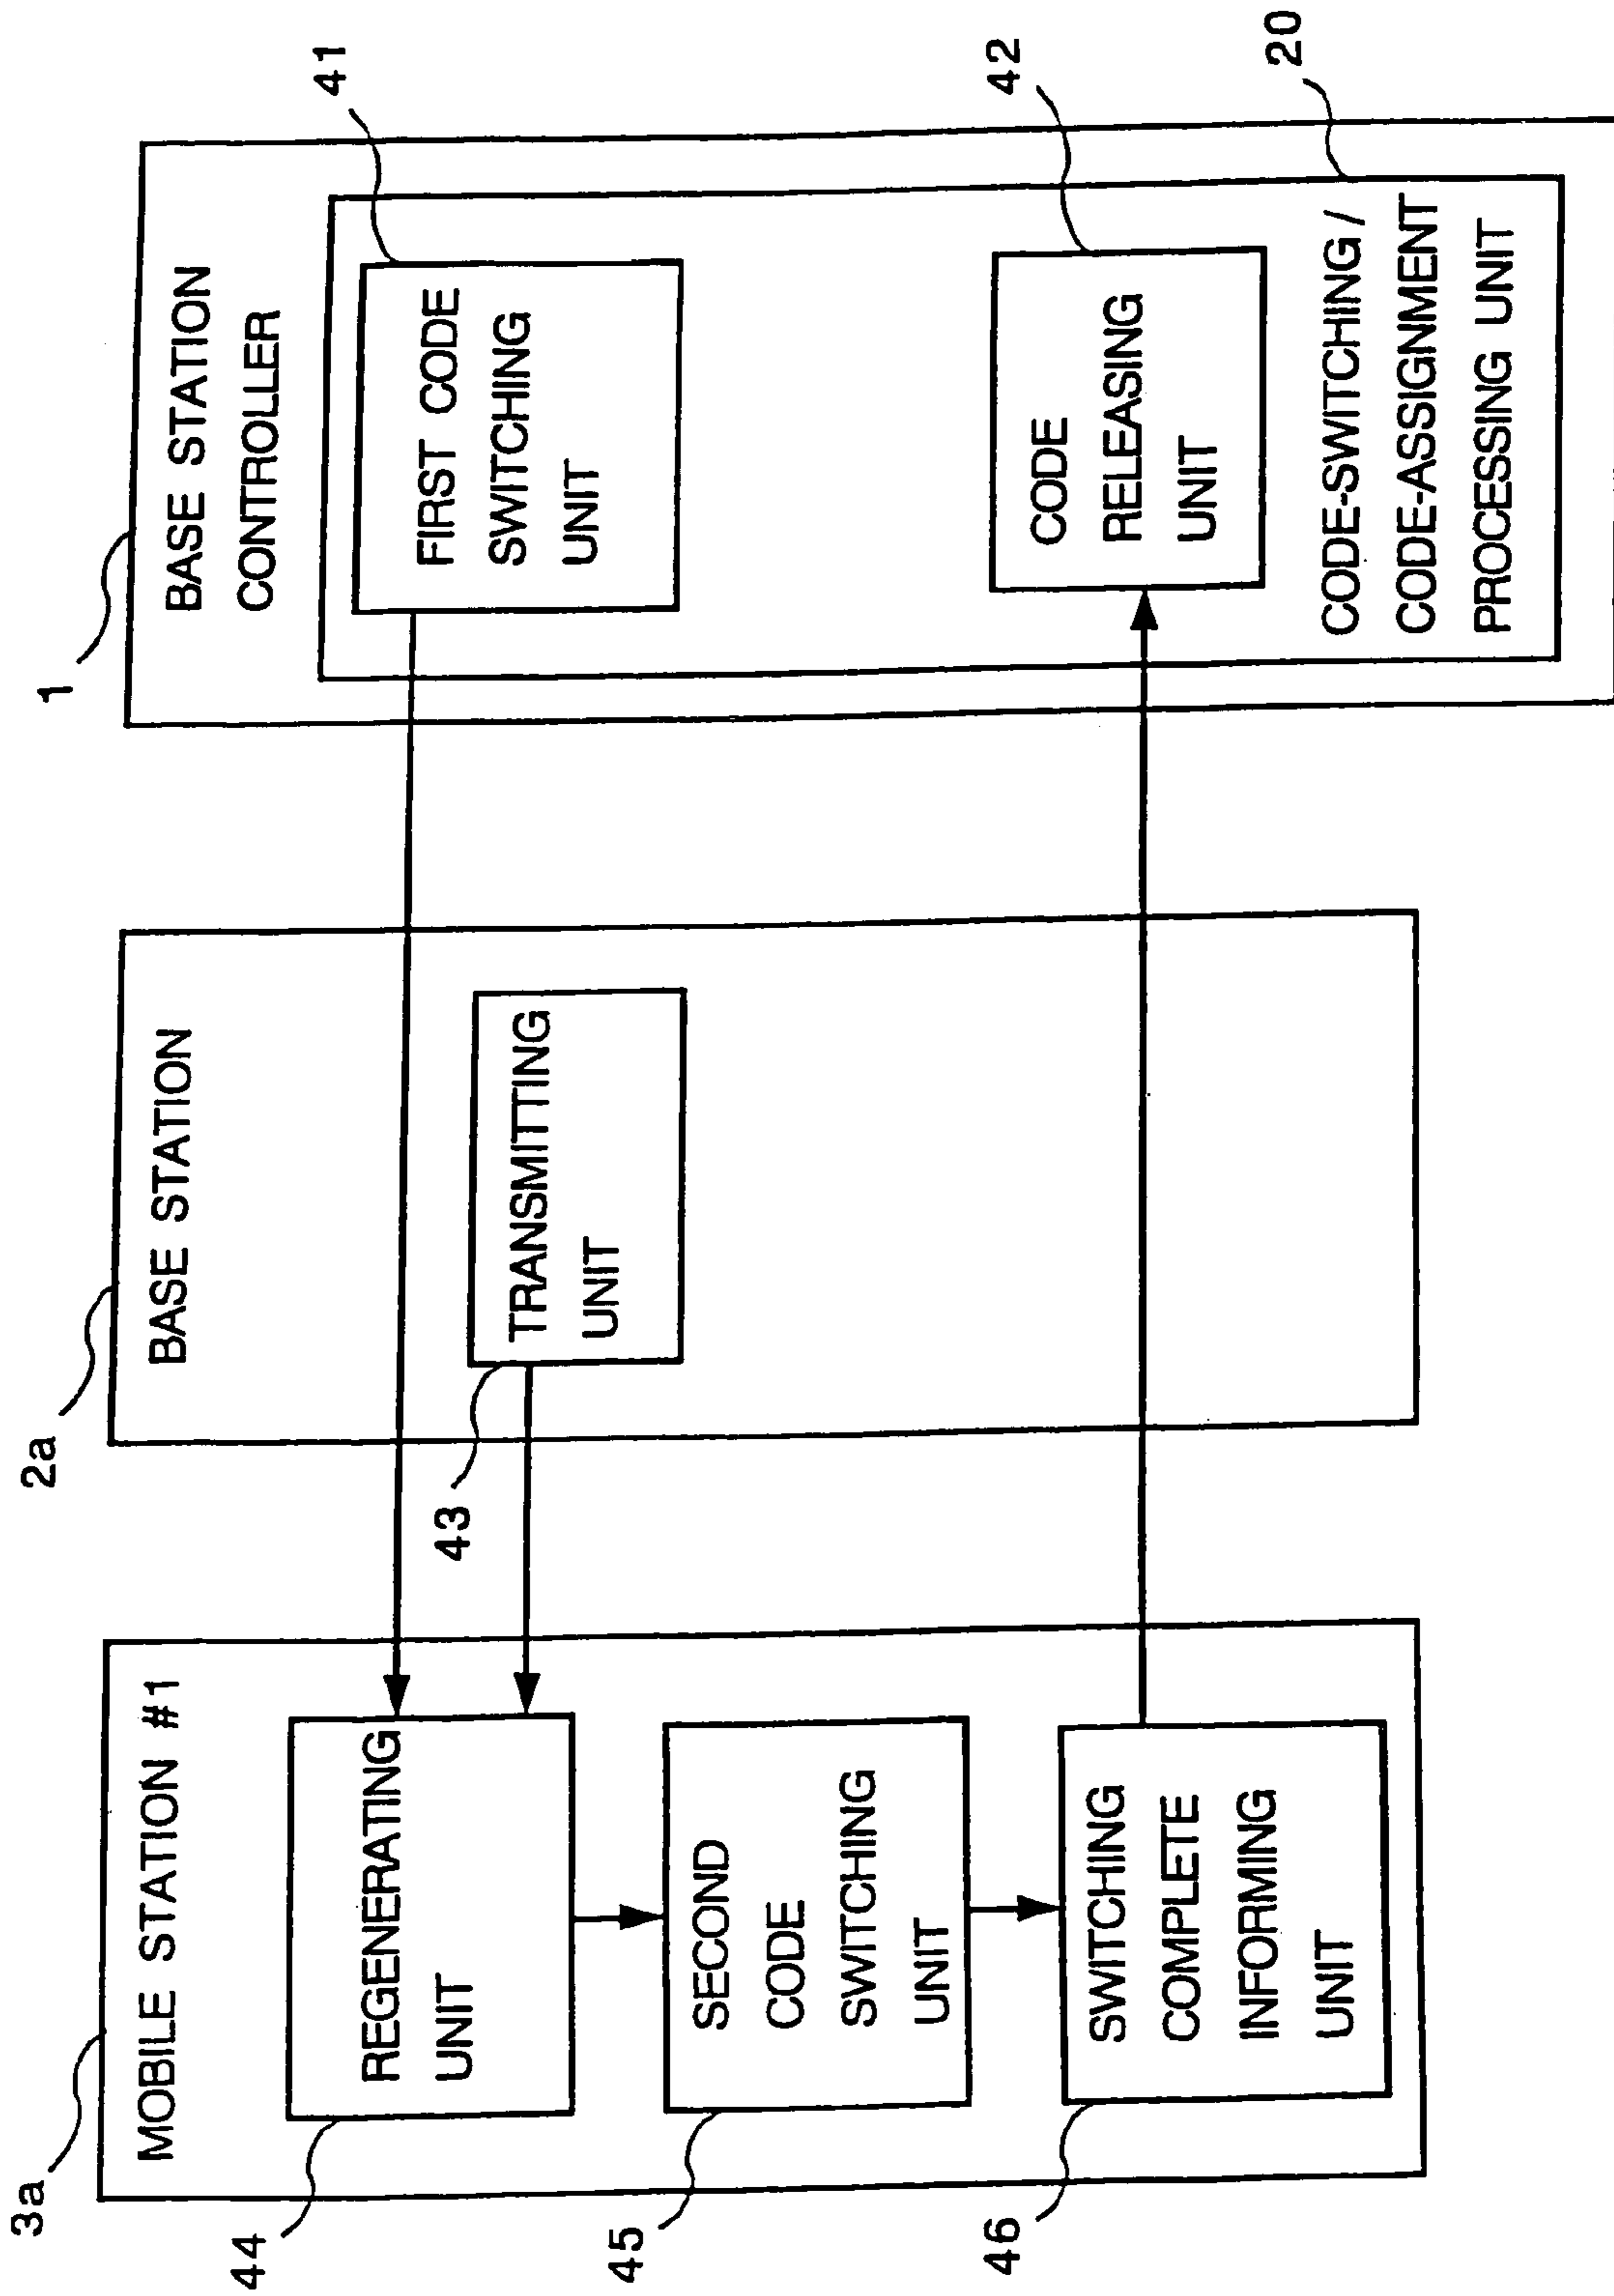 3a
MOBILE STATION #1
44
REGENERATING
UNIT
45
SECOND
CODE
SWITCHING
UNIT
46
SWITCHING
COMPLETE
INFORMING
UNIT
2a
BASE STATION
43
TRANSMITTING
UNIT
1
BASE STATION
CONTROLLER
41
FIRST CODE
SWITCHING
UNIT
42
CODE
RELEASING
UNIT
20
CODE-SWITCHING /
CODE-ASSIGNMENT
PROCESSING UNIT